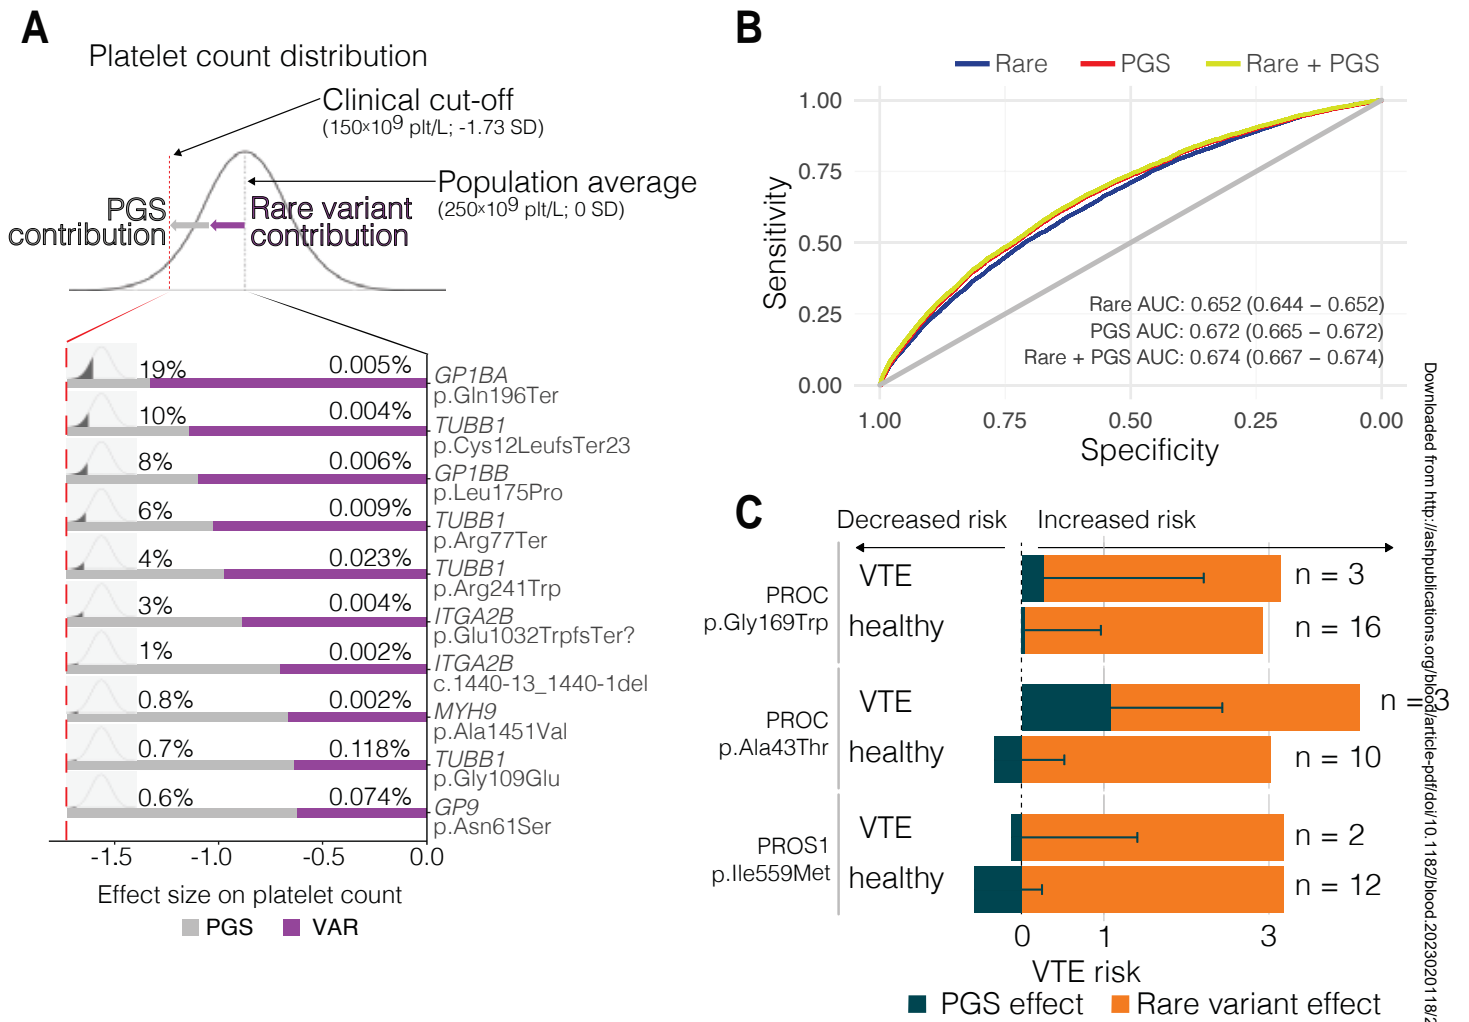 A
Platelet count distribution
Clinical cut-off
(150×10⁹ plt/L; -1.73 SD)
Population average
(250×10⁹ plt/L; 0 SD)
PGS
contribution
Rare variant
contribution
19%
0.005%
GP1BA
p.Gln196Ter
10%
0.004%
TUBB1
p.Cys12LeufsTer23
8%
0.006%
GP1BB
p.Leu175Pro
6%
0.009%
TUBB1
p.Arg77Ter
4%
0.023%
TUBB1
p.Arg241Trp
3%
0.004%
ITGA2B
p.Glu1032TrpfsTer?
1%
0.002%
ITGA2B
c.1440-13_1440-1del
0.8%
0.002%
MYH9
p.Ala1451Val
0.7%
0.118%
TUBB1
p.Gly109Glu
0.6%
0.074%
GP9
p.Asn61Ser
-1.5 -1.0 -0.5 0.0
Effect size on platelet count
PGS VAR
B
Rare PGS Rare + PGS
Sensitivity
1.00
0.75
0.50
0.25
0.00
Rare AUC: 0.652 (0.644 – 0.652)
PGS AUC: 0.672 (0.665 – 0.672)
Rare + PGS AUC: 0.674 (0.667 – 0.674)
1.00 0.75 0.50 0.25 0.00
Specificity
C
Decreased risk Increased risk
PROC
p.Gly169Trp
VTE
n = 3
healthy
n = 16
PROC
p.Ala43Thr
VTE
n = 3
healthy
n = 10
PROS1
p.Ile559Met
VTE
n = 2
healthy
n = 12
0 1 3
VTE risk
PGS effect Rare variant effect
Downloaded from http://ashpublications.org/blood/article-pdf/doi/10.1182/blood.2023020118/2